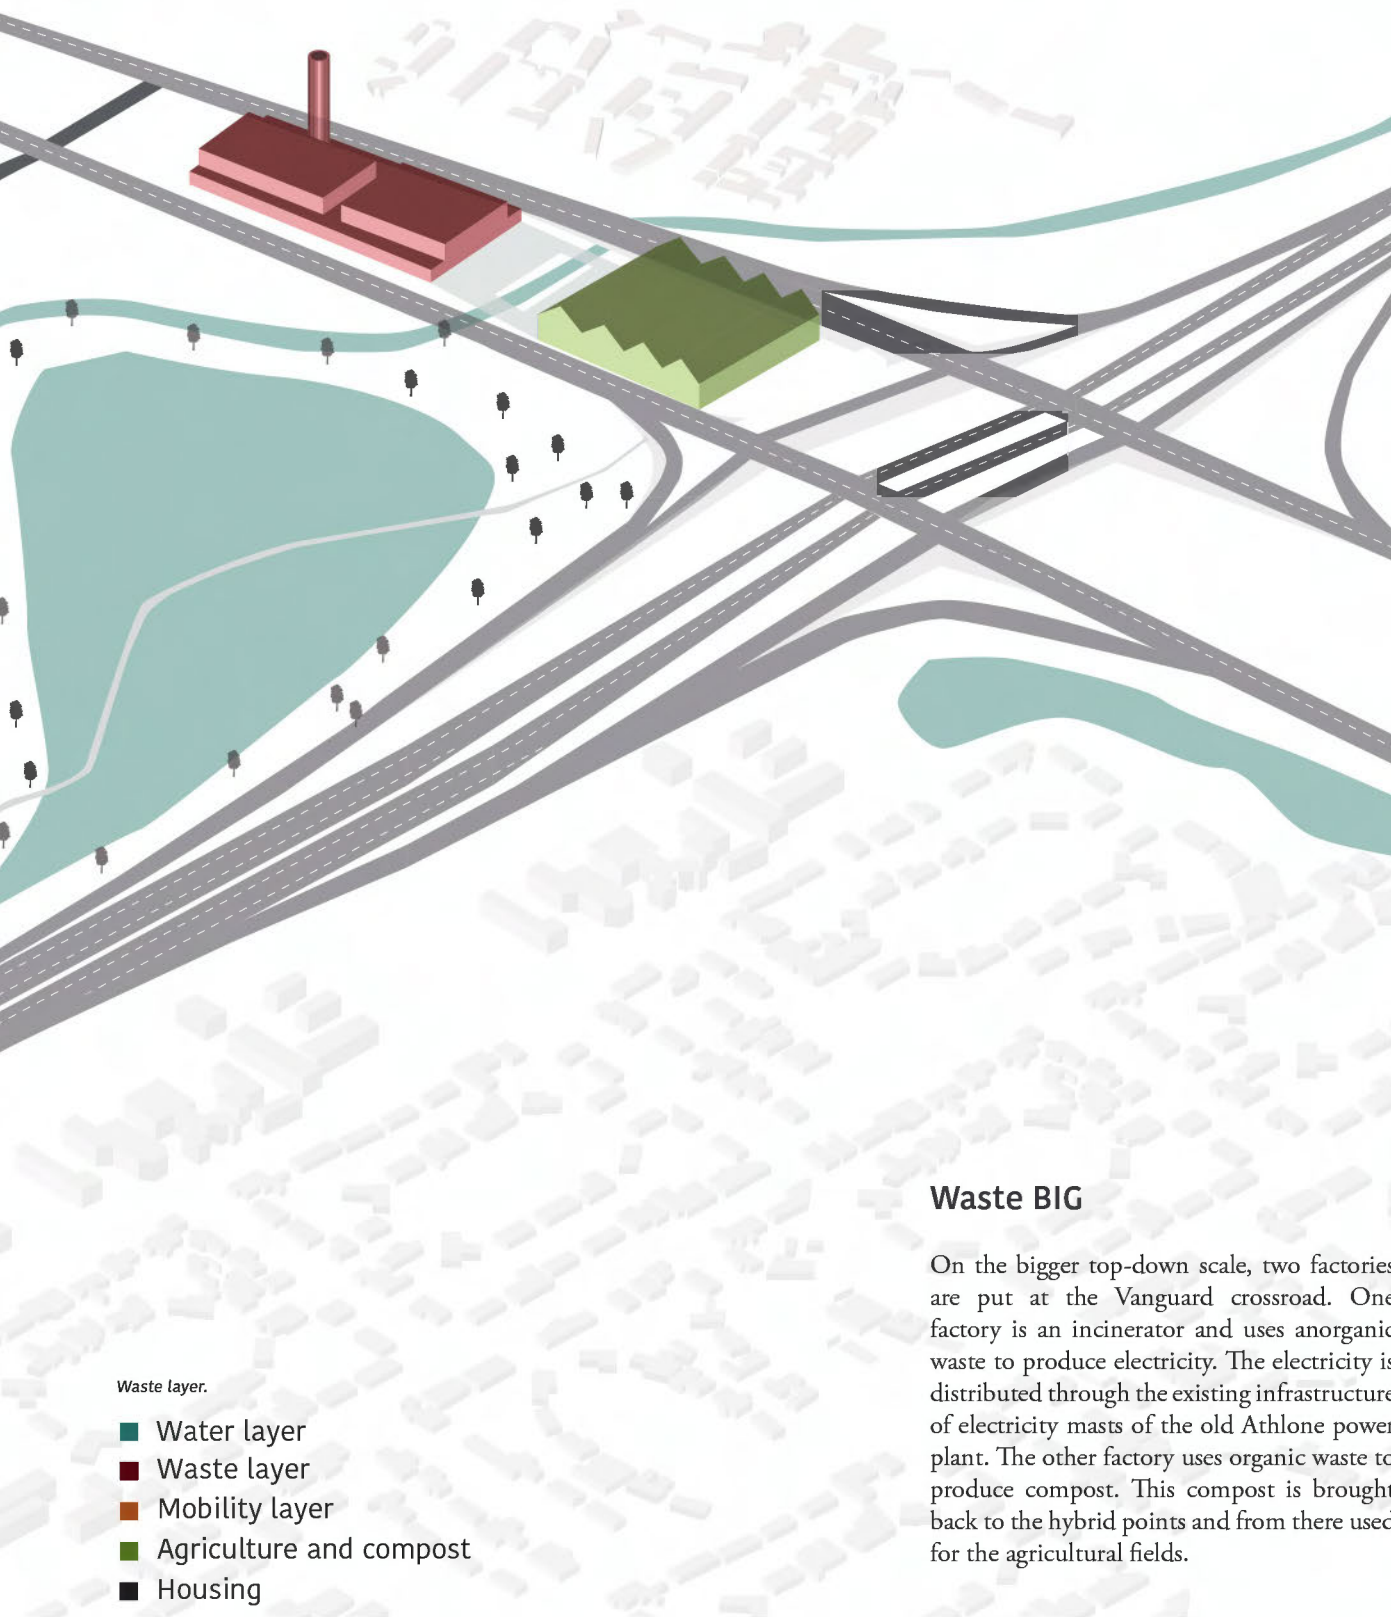 Waste BIG
On the bigger top-down scale, two factories
are put at the Vanguard crossroad. One
factory is an incinerator and uses anorganic
waste to produce electricity. The electricity is
distributed through the existing infrastructure
of electricity masts of the old Athlone power
plant. The other factory uses organic waste to
produce compost. This compost is brought
back to the hybrid points and from there used
for the agricultural fields.
Waste layer.
Water layer
Waste layer
Mobility layer
Agriculture and compost
Housing